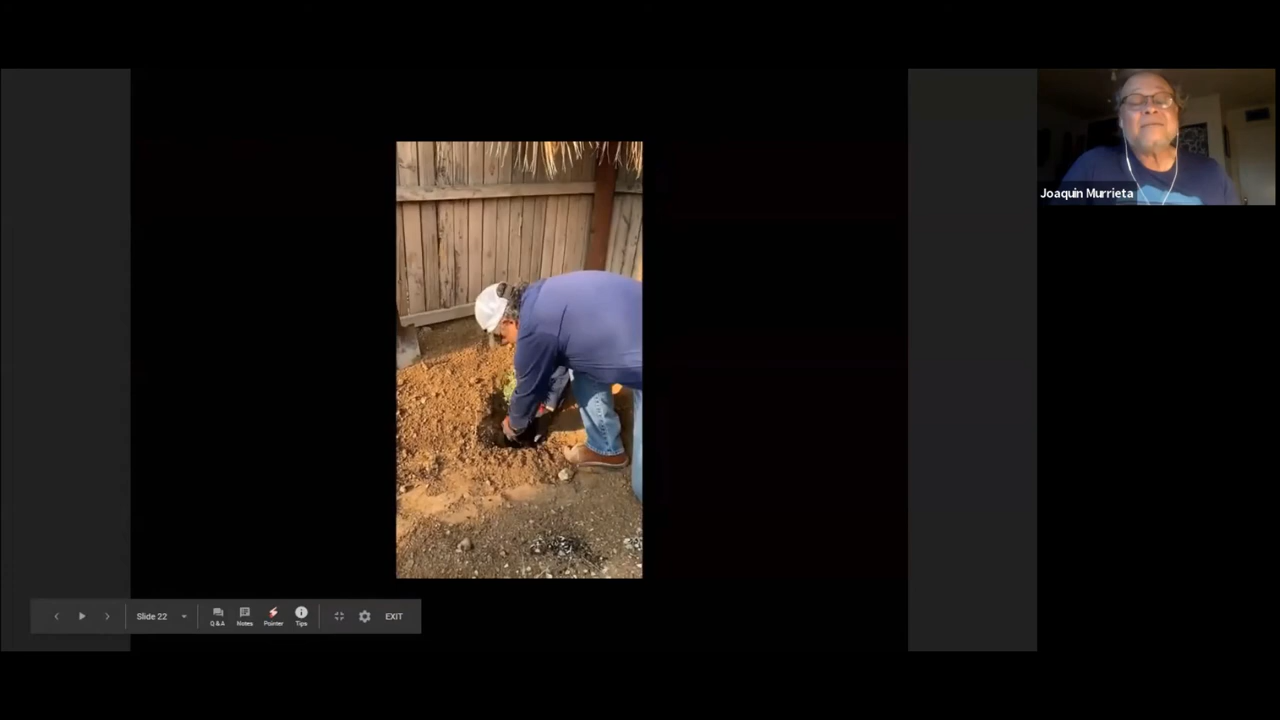 Joaquin Murrieta
Slide 22
Q&A
Notes
Pointer
Tips
EXIT